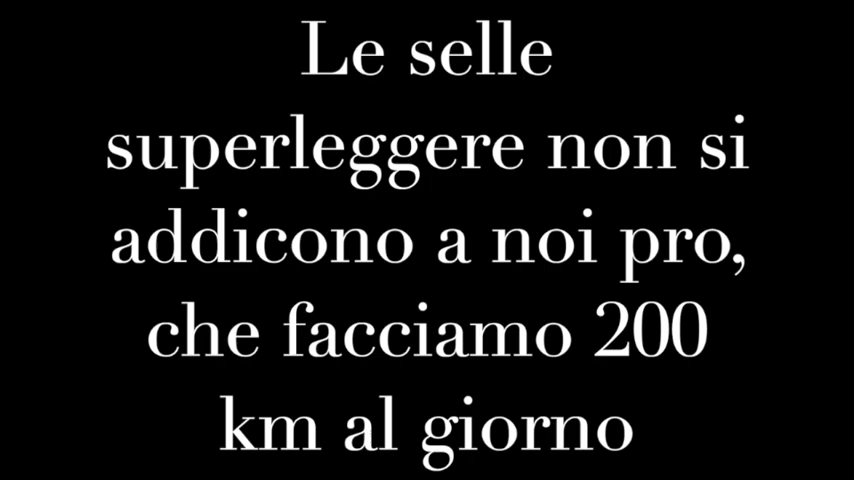 Le selle
superleggere non si
addicono a noi pro,
che facciamo 200
km al giorno